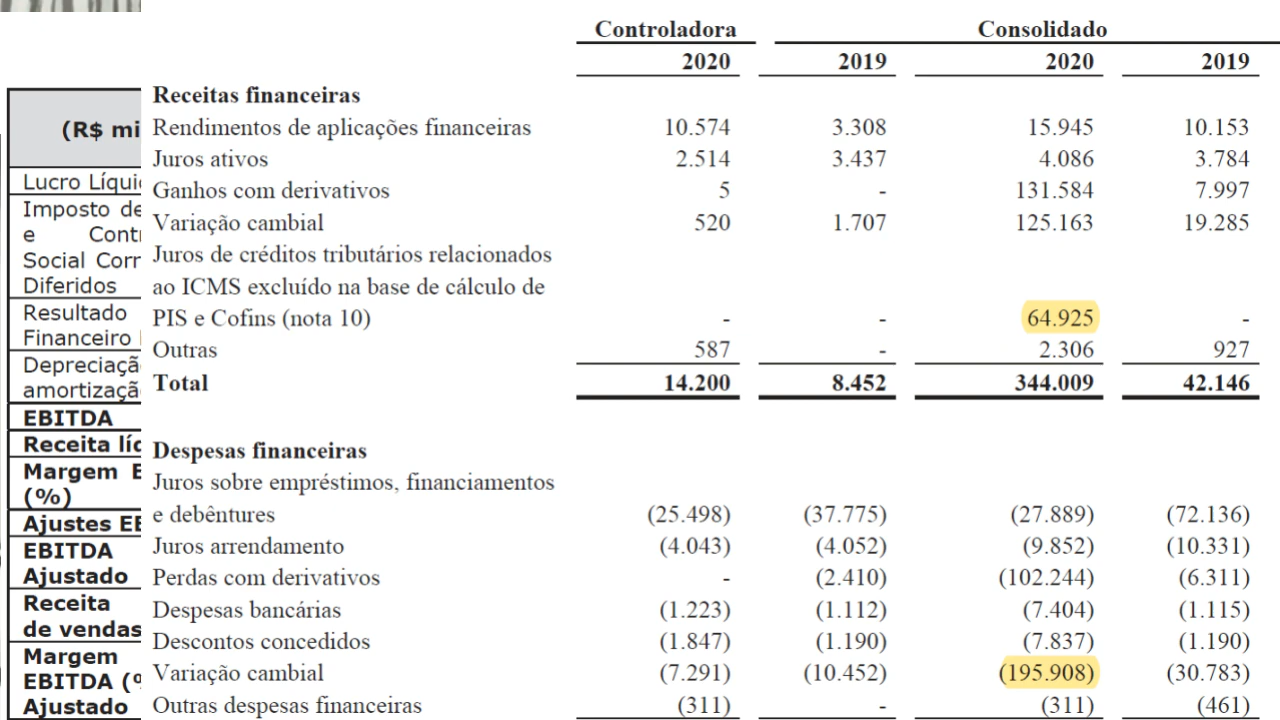 Controladora Consolidado
2020 2019 2020 2019
Receitas financeiras
Rendimentos de aplicações financeiras 10.574 3.308 15.945 10.153
Juros ativos 2.514 3.437 4.086 3.784
Ganhos com derivativos 5 - 131.584 7.997
Variação cambial 520 1.707 125.163 19.285
Juros de créditos tributários relacionados
ao ICMS excluído na base de cálculo de
PIS e Cofins (nota 10) - - 64.925 -
Outras 587 - 2.306 927
Total 14.200 8.452 344.009 42.146
Despesas financeiras
Juros sobre empréstimos, financiamentos
e debêntures (25.498) (37.775) (27.889) (72.136)
Juros arrendamento (4.043) (4.052) (9.852) (10.331)
Perdas com derivativos - (2.410) (102.244) (6.311)
Despesas bancárias (1.223) (1.112) (7.404) (1.115)
Descontos concedidos (1.847) (1.190) (7.837) (1.190)
Variação cambial (7.291) (10.452) (195.908) (30.783)
Outras despesas financeiras (311) - (311) (461)
(R$ mi
Lucro Líqui
Imposto de
e Cont
Social Corr
Diferidos
Resultado
Financeiro
Depreciaçã
amortizaçã
EBITDA
Receita líq
Margem E
(%)
Ajustes EB
EBITDA
Ajustado
Receita
de vendas
Margem
EBITDA (%
Ajustado